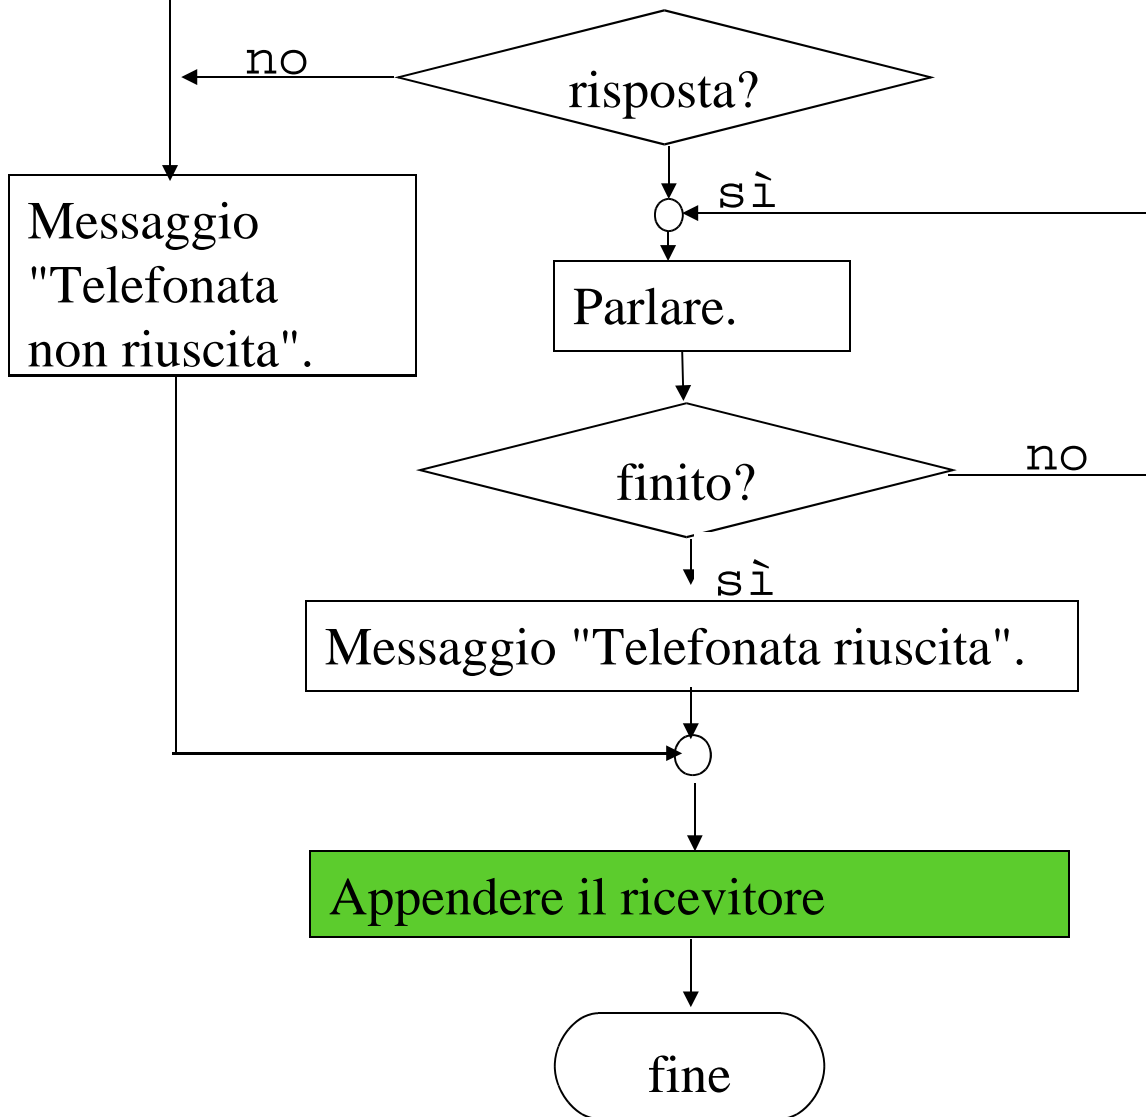 no
risposta?
sì
Messaggio
"Telefonata
non riuscita".
Parlare.
finito?
no
sì
Messaggio "Telefonata riuscita".
Appendere il ricevitore
fine